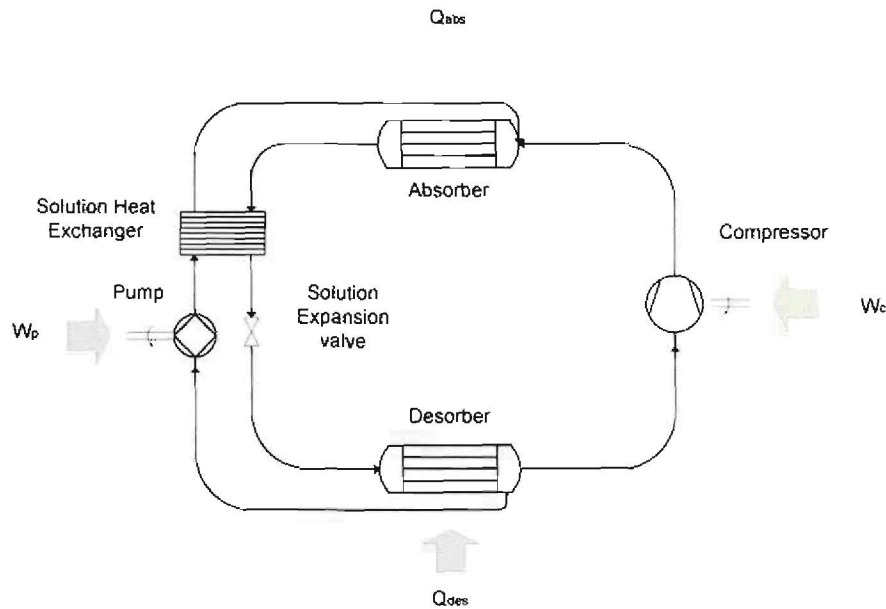 Qabs
Absorber
Solution Heat
Exchanger
Compressor
Pump
Solution
Expansion
valve
Wp
Wc
Desorber
Qdes